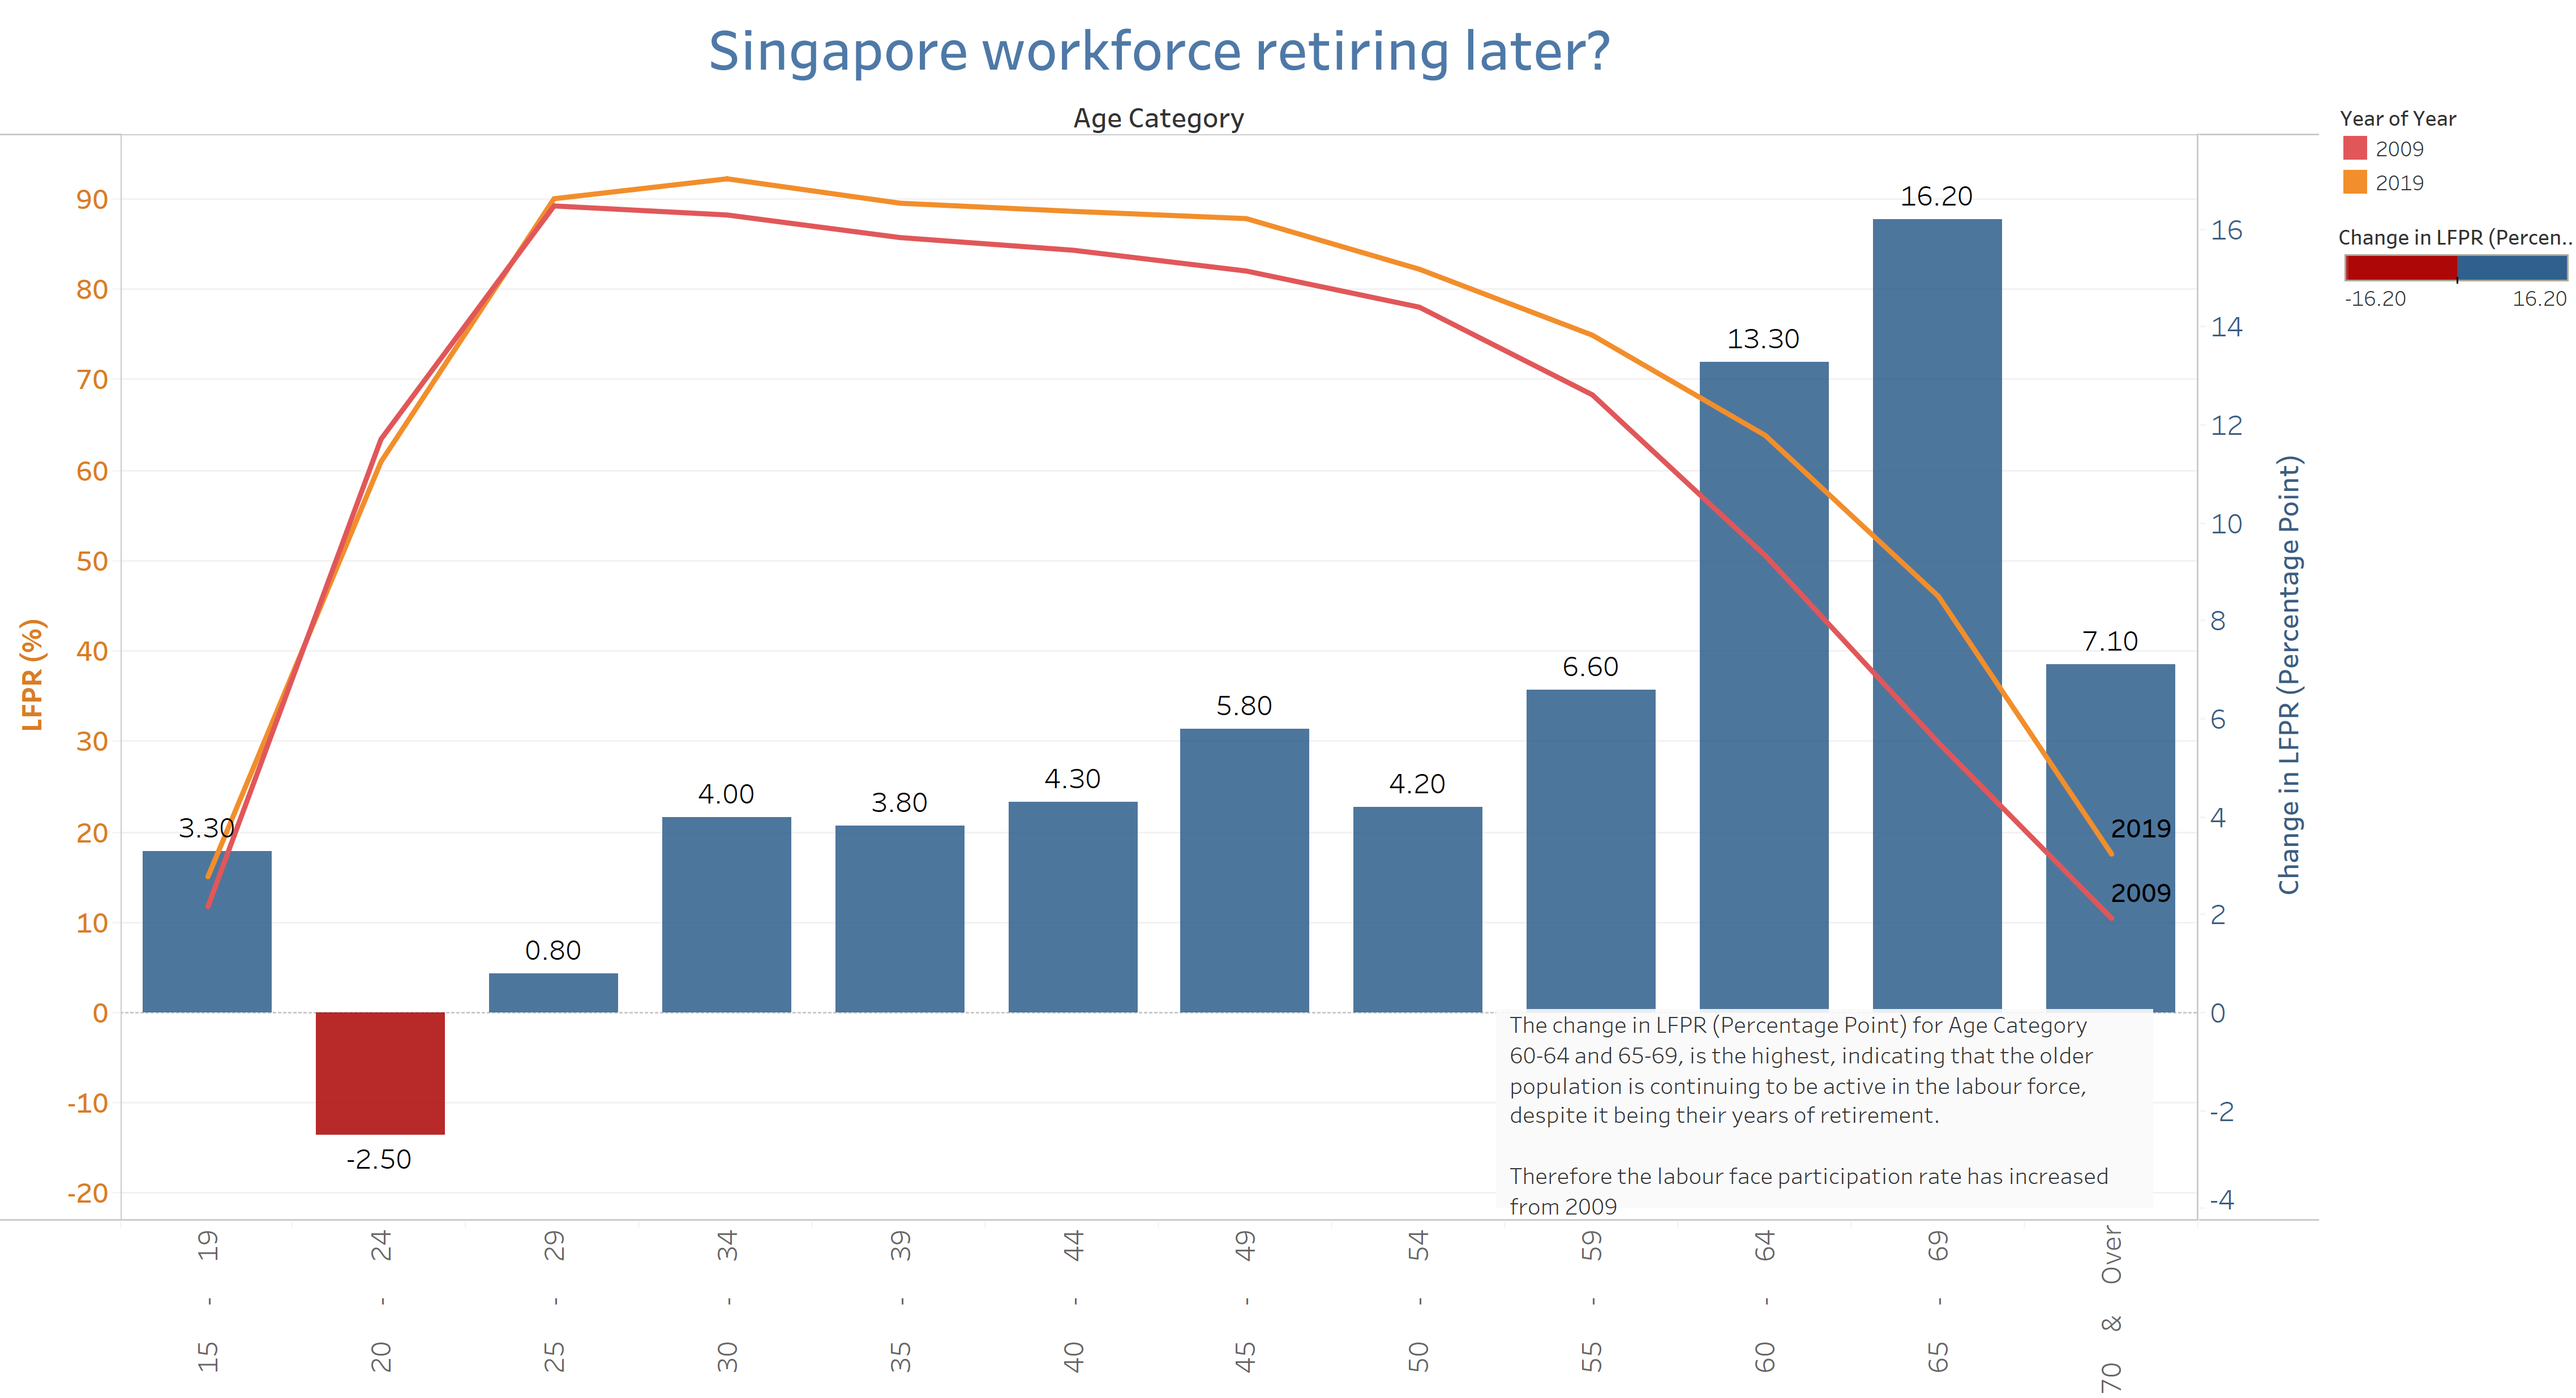 Singapore workforce retiring later?
Age Category
Year of Year
2009
2019
Change in LFPR (Percen..
-16.20 16.20
LFPR (%)
90
80
70
60
50
40
30
20
10
0
-10
-20
3.30
-2.50
0.80
4.00
3.80
4.30
5.80
4.20
6.60
13.30
16.20
7.10
2019
2009
16
14
12
10
8
6
4
2
0
-2
-4
Change in LFPR (Percentage Point)
The change in LFPR (Percentage Point) for Age Category
60-64 and 65-69, is the highest, indicating that the older
population is continuing to be active in the labour force,
despite it being their years of retirement.
Therefore the labour face participation rate has increased
from 2009
15 - 19
20 - 24
25 - 29
30 - 34
35 - 39
40 - 44
45 - 49
50 - 54
55 - 59
60 - 64
65 - 69
70 & Over